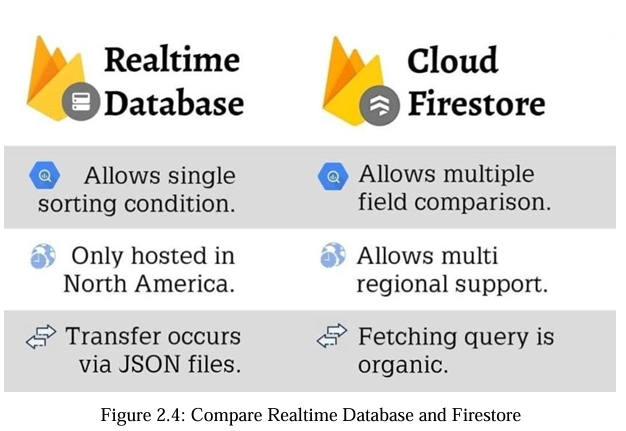 Realtime
Database
Cloud
Firestore
Allows single
sorting condition.
Allows multiple
field comparison.
Only hosted in
North America.
Allows multi
regional support.
Transfer occurs
via JSON files.
Fetching query is
organic.
Figure 2.4: Compare Realtime Database and Firestore